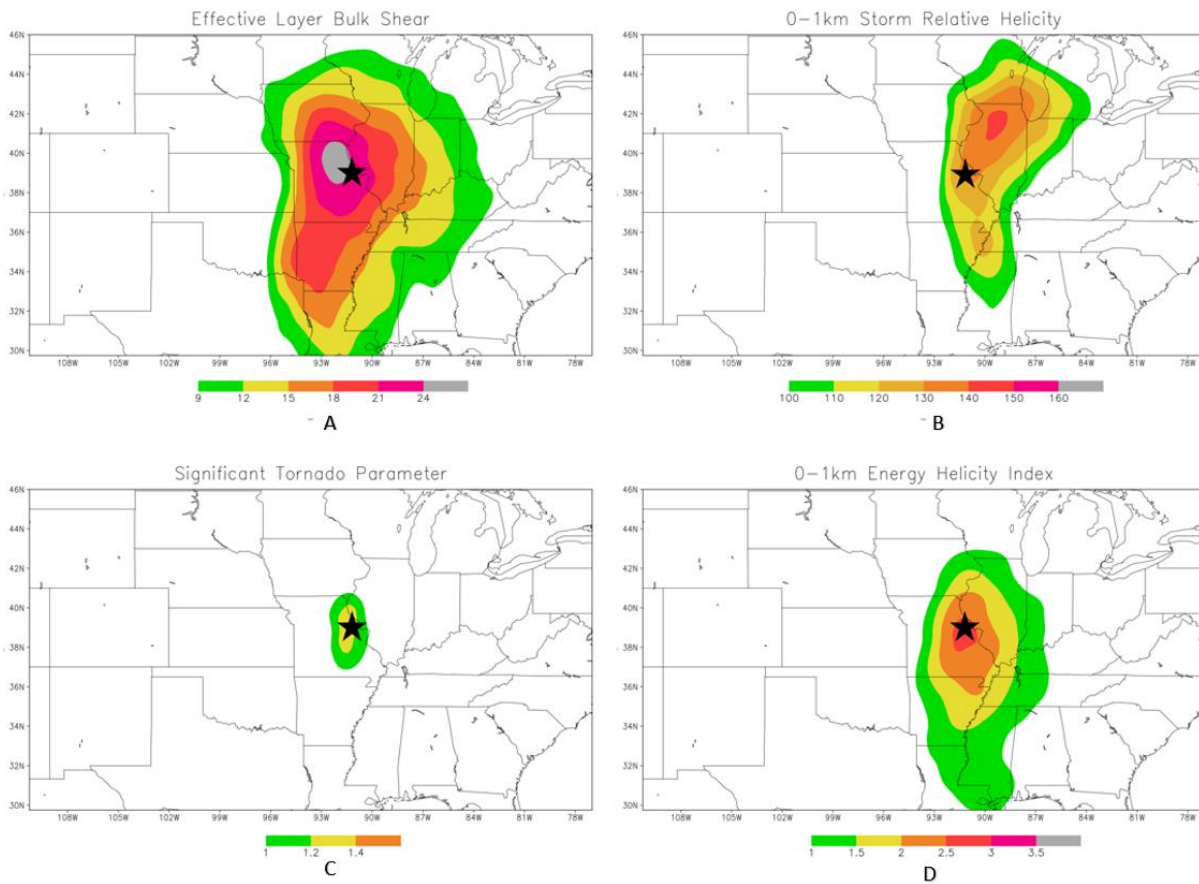 Effective Layer Bulk Shear
46N
44N
42N
40N
38N
36N
34N
32N
30N
108W 105W 102W 99W 96W 93W 90W 87W 84W 81W 78W
9 12 15 18 21 24
A
0-1km Storm Relative Helicity
46N
44N
42N
40N
38N
36N
34N
32N
30N
108W 105W 102W 99W 96W 93W 90W 87W 84W 81W 78W
100 110 120 130 140 150 160
B
Significant Tornado Parameter
46N
44N
42N
40N
38N
36N
34N
32N
30N
108W 105W 102W 99W 96W 93W 90W 87W 84W 81W 78W
1 1.2 1.4
C
0-1km Energy Helicity Index
46N
44N
42N
40N
38N
36N
34N
32N
30N
108W 105W 102W 99W 96W 93W 90W 87W 84W 81W 78W
1 1.5 2 2.5 3 3.5
D